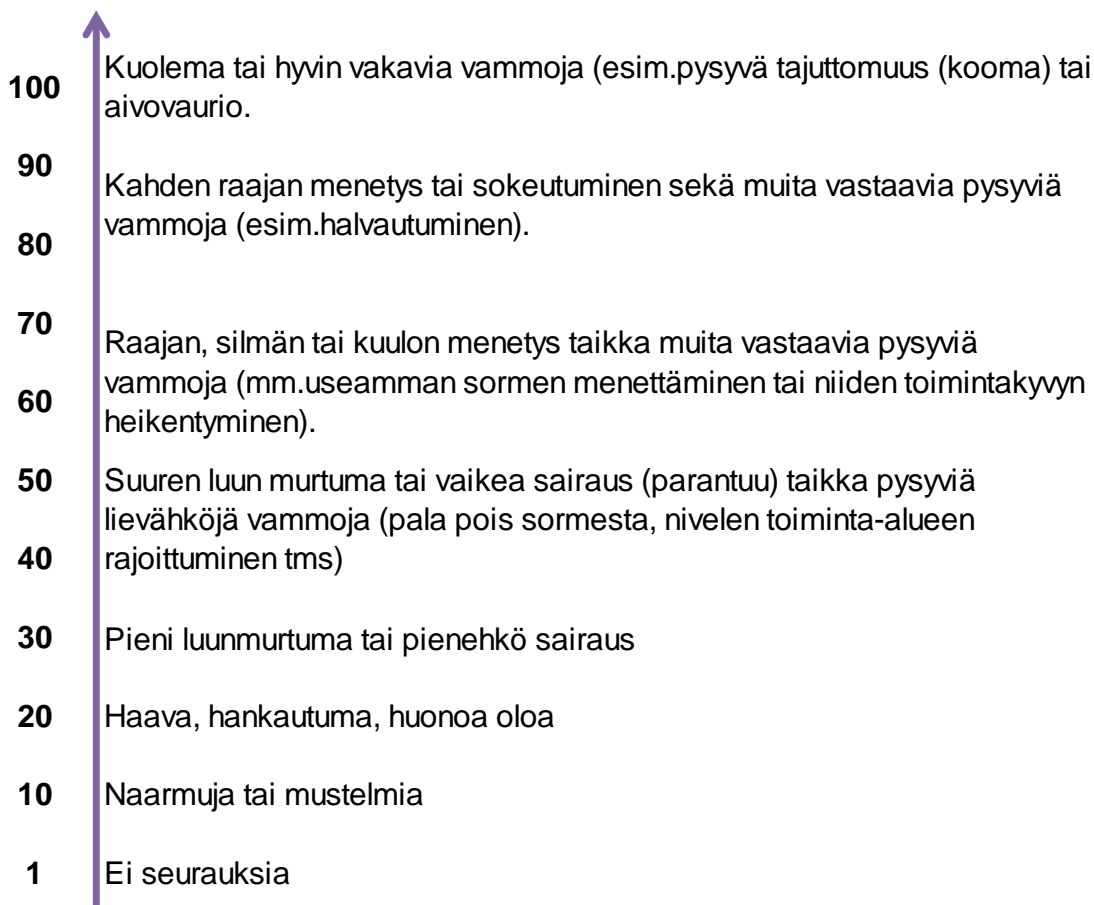 100
Kuolema tai hyvin vakavia vammoja (esim.pysyvä tajuttomuus (kooma) tai
aivovaurio.
90
Kahden raajan menetys tai sokeutuminen sekä muita vastaavia pysyviä
vammoja (esim.halvautuminen).
80
70
Raajan, silmän tai kuulon menetys taikka muita vastaavia pysyviä
vammoja (mm.useamman sormen menettäminen tai niiden toimintakyvyn
60
heikentyminen).
50
Suuren luun murtuma tai vaikea sairaus (parantuu) taikka pysyviä
lievähköjä vammoja (pala pois sormesta, nivelen toiminta-alueen
40
rajoittuminen tms)
30
Pieni luunmurtuma tai pienehkö sairaus
20
Haava, hankautuma, huonoa oloa
10
Naarmuja tai mustelmia
1
Ei seurauksia